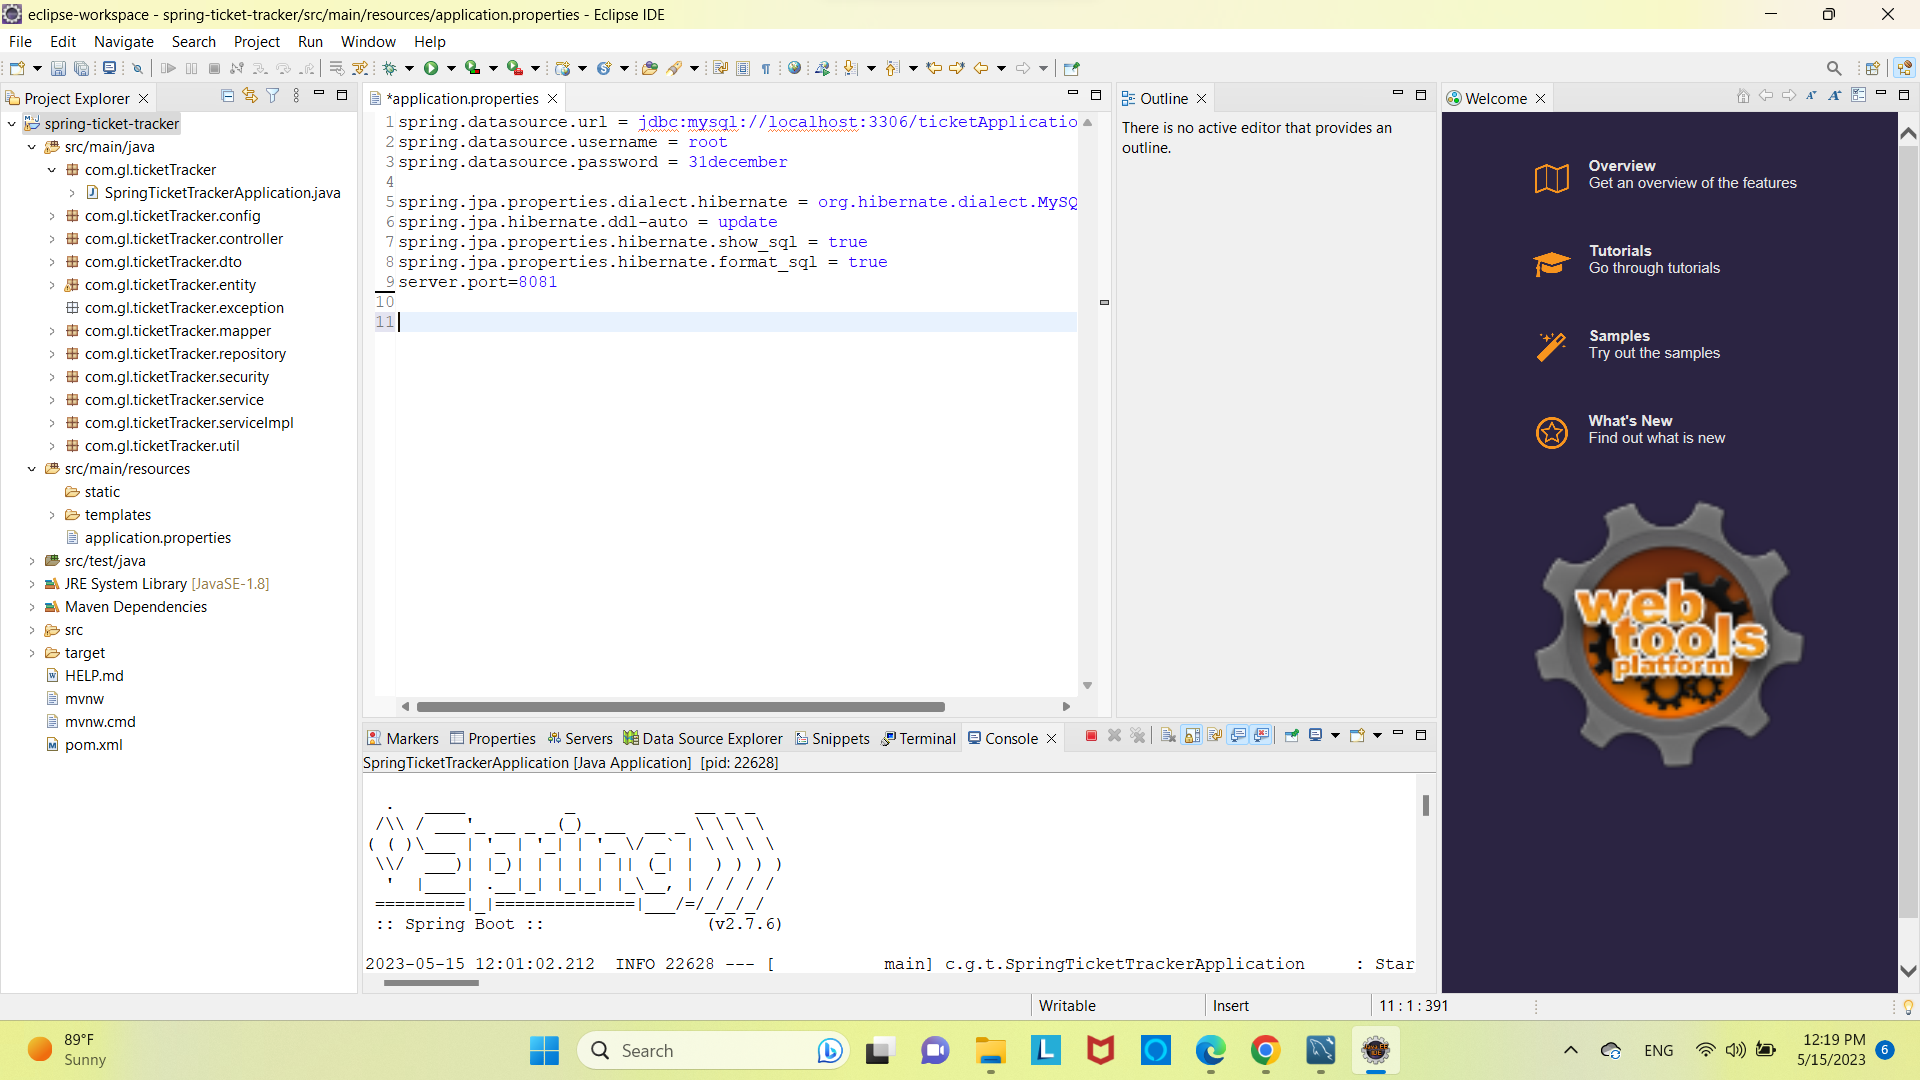 eclipse-workspace - spring-ticket-tracker/src/main/resources/application.properties - Eclipse IDE
File Edit Navigate Search Project Run Window Help
Project Explorer
spring-ticket-tracker
src/main/java
com.gl.ticketTracker
SpringTicketTrackerApplication.java
com.gl.ticketTracker.config
com.gl.ticketTracker.controller
com.gl.ticketTracker.dto
com.gl.ticketTracker.entity
com.gl.ticketTracker.exception
com.gl.ticketTracker.mapper
com.gl.ticketTracker.repository
com.gl.ticketTracker.security
com.gl.ticketTracker.service
com.gl.ticketTracker.serviceImpl
com.gl.ticketTracker.util
src/main/resources
static
templates
application.properties
src/test/java
JRE System Library [JavaSE-1.8]
Maven Dependencies
src
target
HELP.md
mvnw
mvnw.cmd
pom.xml
*application.properties
1 spring.datasource.url = jdbc:mysql://localhost:3306/ticketApplicatio
2 spring.datasource.username = root
3 spring.datasource.password = 31december
4
5 spring.jpa.properties.dialect.hibernate = org.hibernate.dialect.MySQ
6 spring.jpa.hibernate.ddl-auto = update
7 spring.jpa.properties.hibernate.show_sql = true
8 spring.jpa.properties.hibernate.format_sql = true
9 server.port=8081
10
11
Outline
There is no active editor that provides an
outline.
Welcome
Overview
Get an overview of the features
Tutorials
Go through tutorials
Samples
Try out the samples
What's New
Find out what is new
web
tools
platform
Markers Properties Servers Data Source Explorer Snippets Terminal Console
SpringTicketTrackerApplication [Java Application] [pid: 22628]
Spring
:: Spring Boot :: (v2.7.6)
2023-05-15 12:01:02.212 INFO 22628 --- [ main] c.g.t.SpringTicketTrackerApplication : Star
Writable Insert 11 : 1 : 391
89°F
Sunny
Search
ENG
12:19 PM
5/15/2023
6